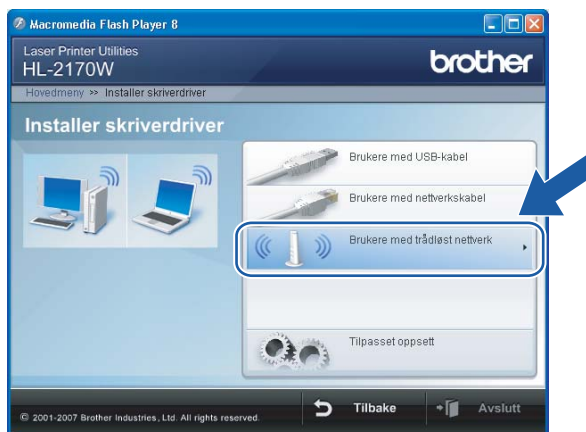 Macromedia Flash Player 8
Laser Printer Utilities
HL-2170W
brother
Hovedmeny >> Installer skriverdriver
Installer skriverdriver
Brukere med USB-kabel
Brukere med nettverkskabel
Brukere med trådløst nettverk
Tilpasset oppsett
© 2001-2007 Brother Industries, Ltd. All rights reserved.
Tilbake
Avslutt